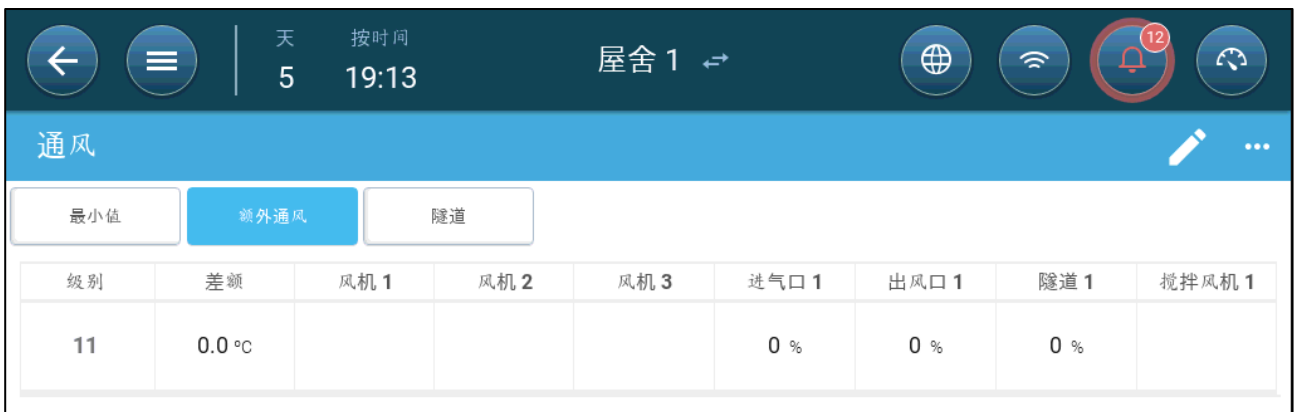 天 按时间
5 19:13
屋舍 1
12
通风
最小值 额外通风 隧道
级别 差额 风机 1 风机 2 风机 3 进气口 1 出风口 1 隧道 1 搅拌风机 1
11 0.0 ºC 0 % 0 % 0 %